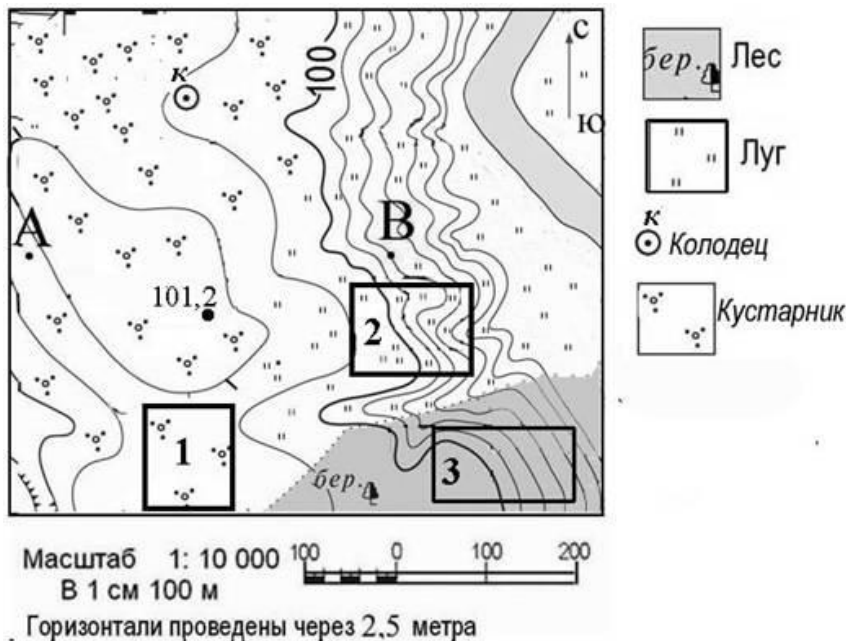 С
Ю
100
к
А
В
101,2
2
1
3
бер.
бер. Лес
Луг
к
Колодец
Кустарник
Масштаб 1: 10 000
100 0 100 200
В 1 см 100 м
Горизонтали проведены через 2,5 метра